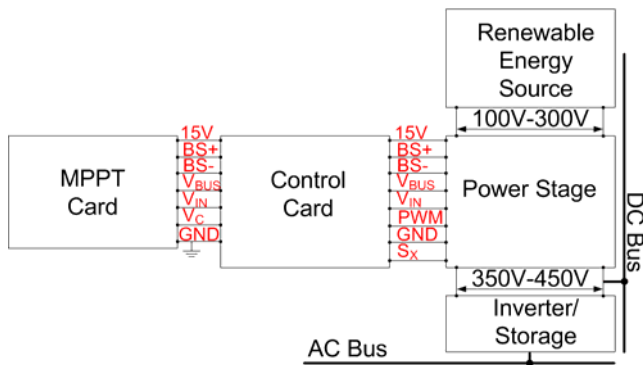 Renewable
Energy
Source
100V-300V
MPPT
Card
15V
BS+
BS-
VBUS
VIN
VC
GND
Control
Card
15V
BS+
BS-
VBUS
VIN
PWM
GND
SX
Power Stage
DC Bus
350V-450V
Inverter/
Storage
AC Bus